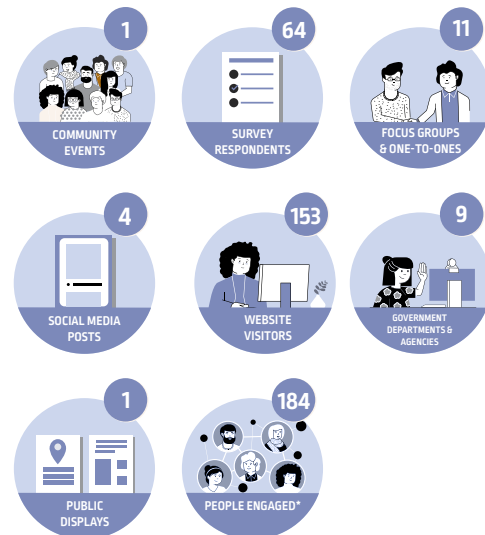 1
COMMUNITY
EVENTS
64
SURVEY
RESPONDENTS
11
FOCUS GROUPS
& ONE-TO-ONES
4
SOCIAL MEDIA
POSTS
153
WEBSITE
VISITORS
9
GOVERNMENT
DEPARTMENTS &
AGENCIES
1
PUBLIC
DISPLAYS
184
PEOPLE ENGAGED*